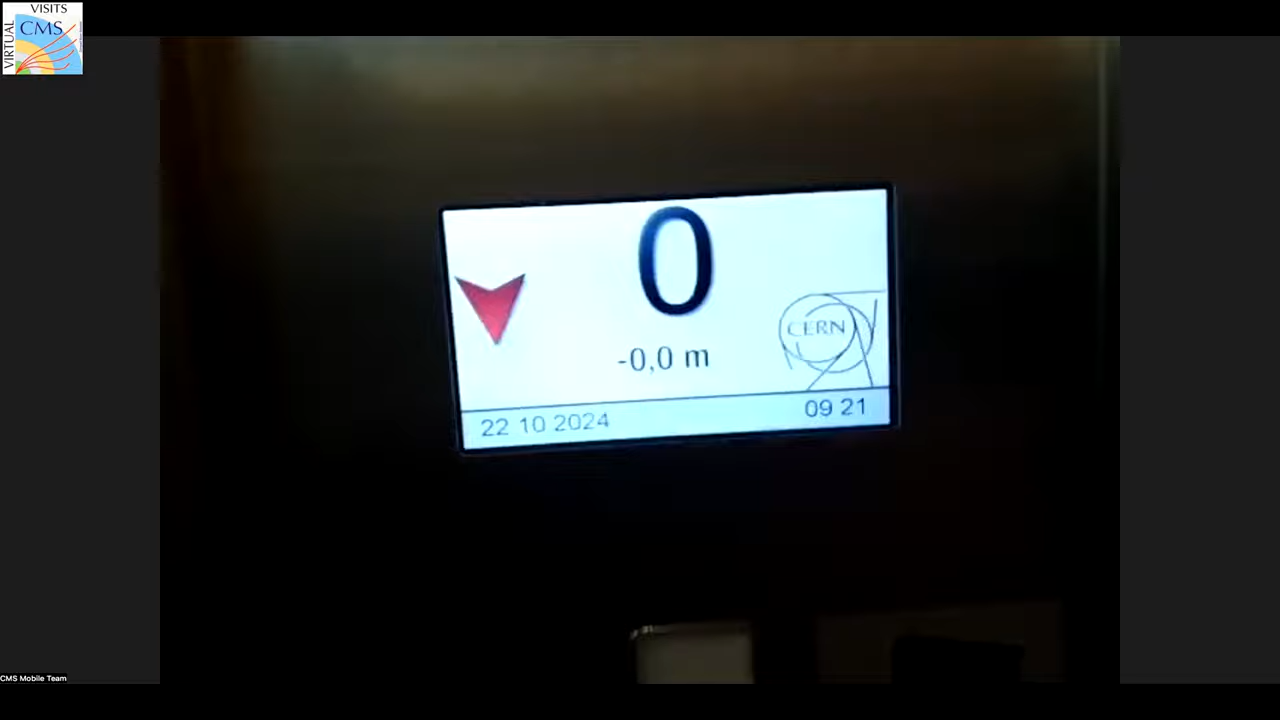 VISITS
VIRTUAL
CMS
0
-0,0 m
CERN
22 10 2024
09 21
CMS Mobile Team